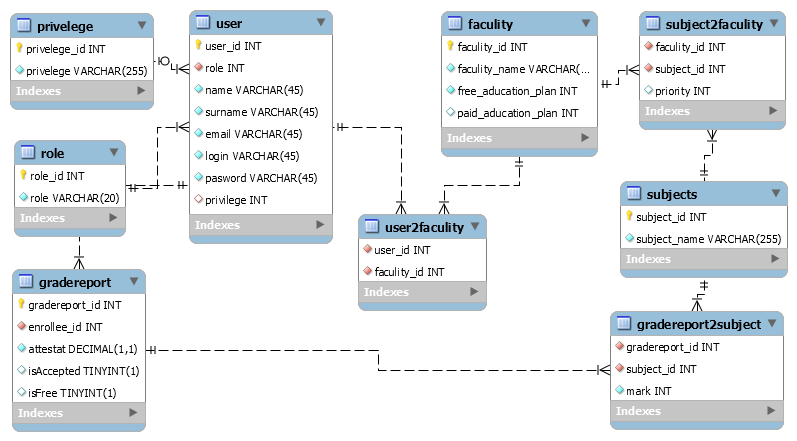 privelege
privelege_id INT
privelege VARCHAR(255)
Indexes
user
user_id INT
role INT
name VARCHAR(45)
surname VARCHAR(45)
email VARCHAR(45)
login VARCHAR(45)
pasword VARCHAR(45)
privilege INT
Indexes
faculity
faculity_id INT
faculity_name VARCHAR(...
free_aducation_plan INT
paid_aducation_plan INT
Indexes
subject2faculity
faculity_id INT
subject_id INT
priority INT
Indexes
role
role_id INT
role VARCHAR(20)
Indexes
user2faculity
user_id INT
faculity_id INT
Indexes
subjects
subject_id INT
subject_name VARCHAR(255)
Indexes
gradereport
gradereport_id INT
enrollee_id INT
attestat DECIMAL(1,1)
isAccepted TINYINT(1)
isFree TINYINT(1)
Indexes
gradereport2subject
gradereport_id INT
subject_id INT
mark INT
Indexes